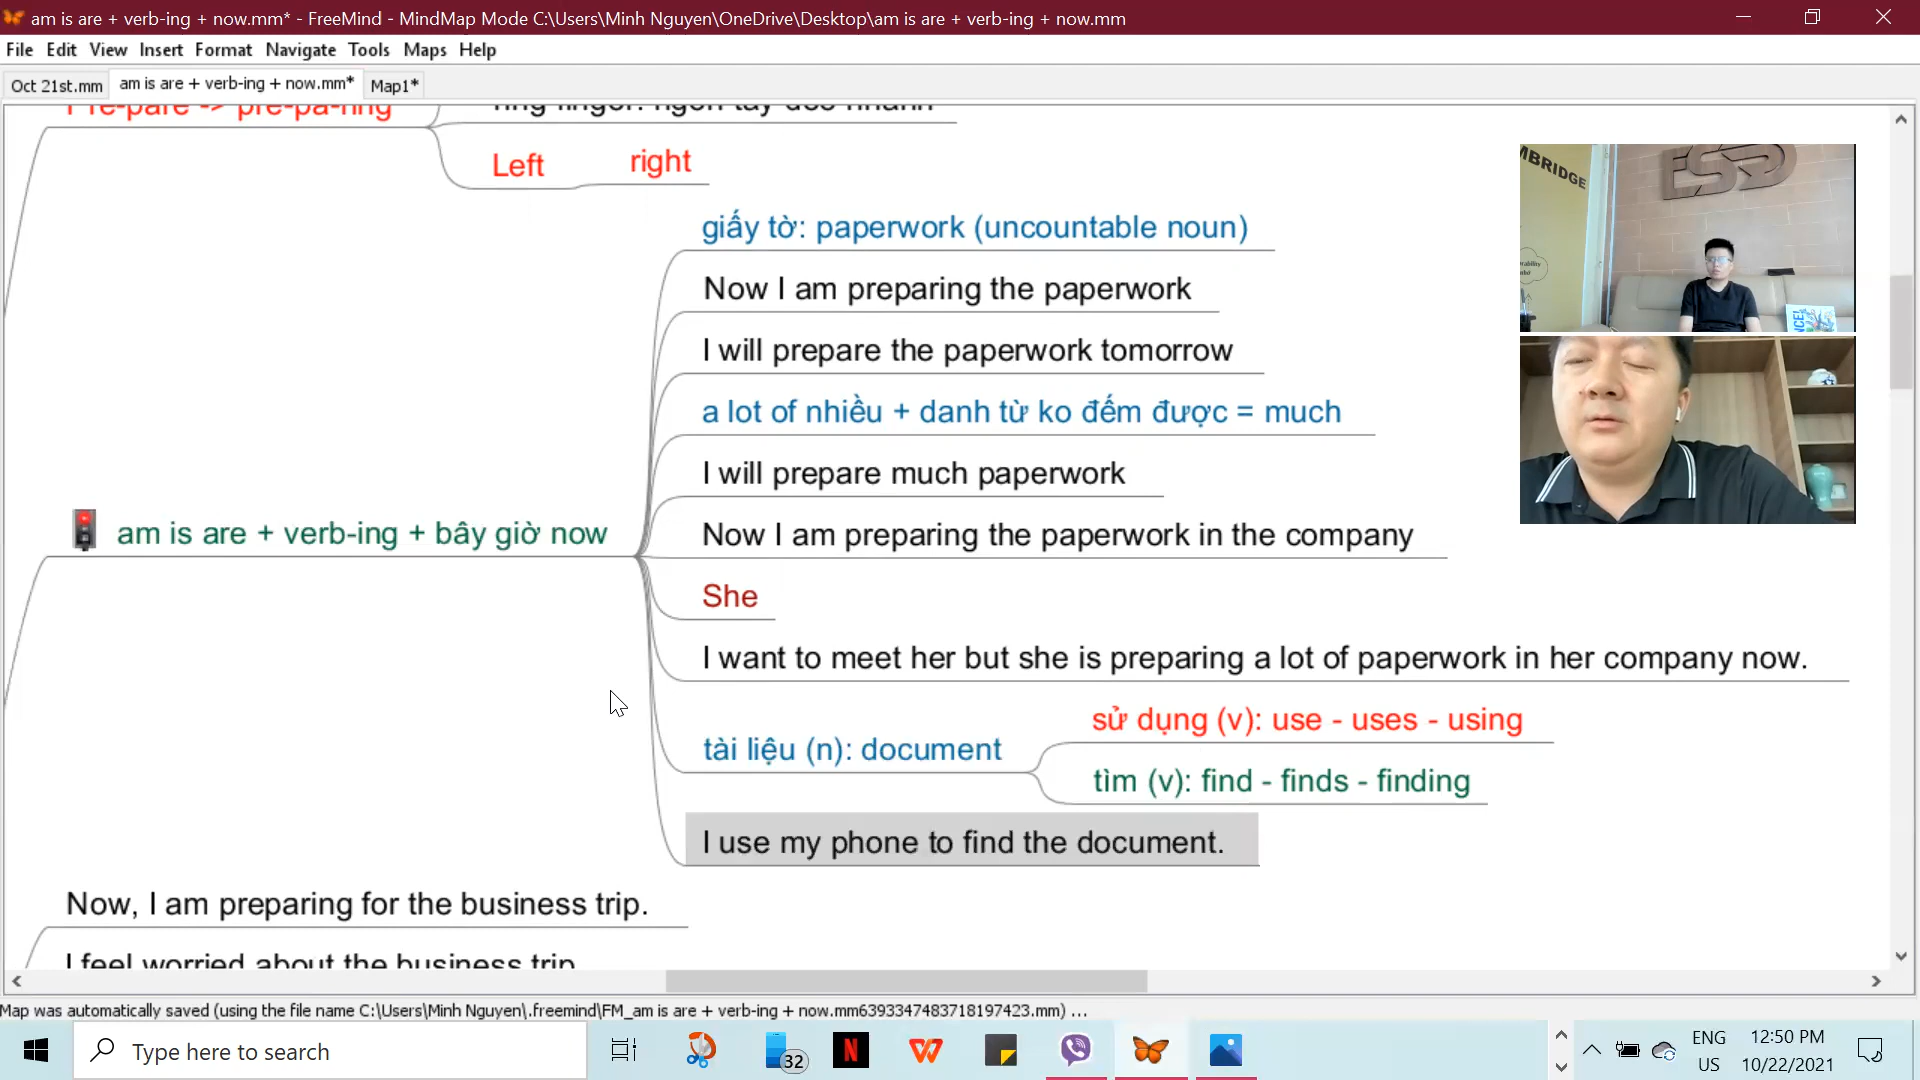 am is are + verb-ing + now.mm* - FreeMind - MindMap Mode C:\Users\Minh Nguyen\OneDrive\Desktop\am is are + verb-ing + now.mm
File Edit View Insert Format Navigate Tools Maps Help
Oct 21st.mm am is are + verb-ing + now.mm* Map1*
Pre-pare -> pre-pa-ring
Left right
giấy tờ: paperwork (uncountable noun)
Now I am preparing the paperwork
I will prepare the paperwork tomorrow
a lot of nhiều + danh từ ko đếm được = much
I will prepare much paperwork
am is are + verb-ing + bây giờ now
Now I am preparing the paperwork in the company
She
I want to meet her but she is preparing a lot of paperwork in her company now.
tài liệu (n): document
sử dụng (v): use - uses - using
tìm (v): find - finds - finding
I use my phone to find the document.
Now, I am preparing for the business trip.
I feel worried about the business trip
MBRIDGE
ESD
Map was automatically saved (using the file name C:\Users\Minh Nguyen\.freemind\FM_am is are + verb-ing + now.mm6393347483718197423.mm) ...
Type here to search
32
ENG
US
12:50 PM
10/22/2021